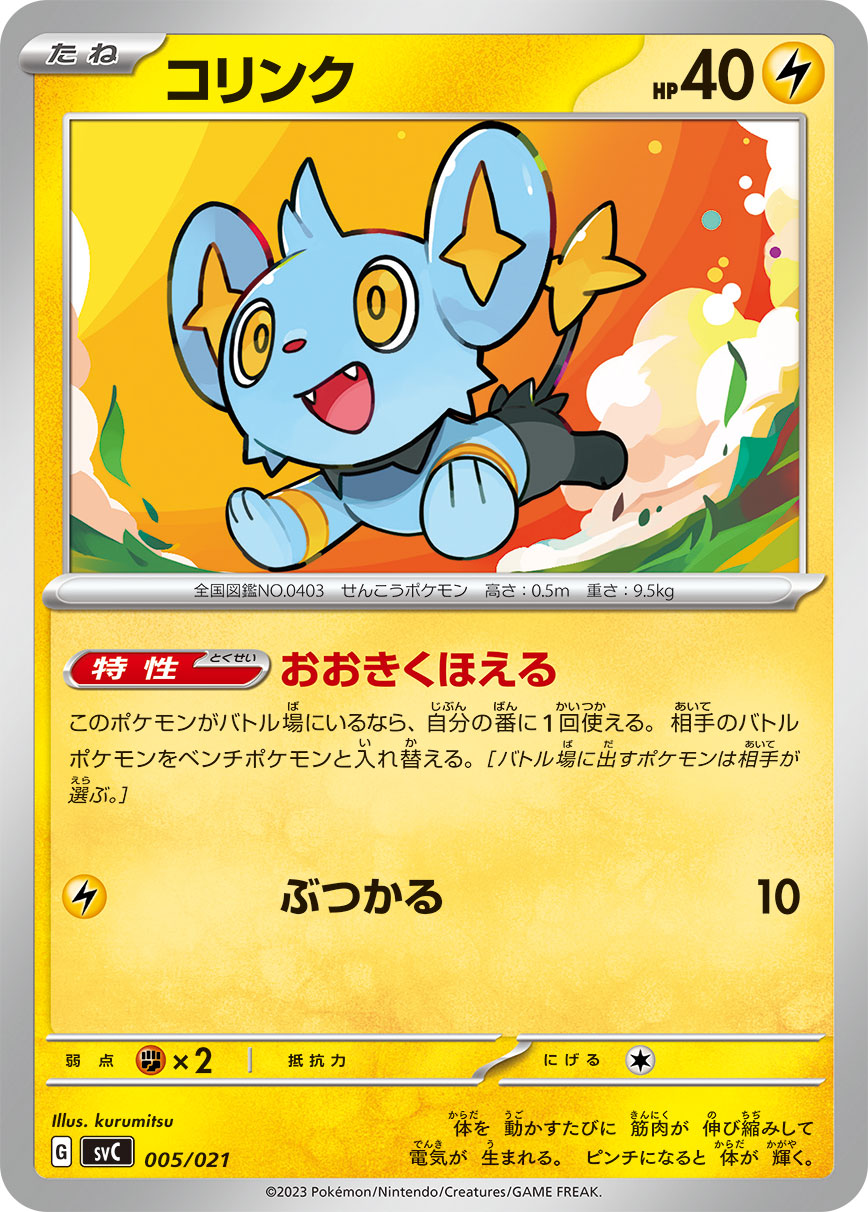 たね コリンク HP40
全国図鑑NO.0403 せんこうポケモン 高さ:0.5m 重さ:9.5kg
特性 とくせい おおきくほえる
このポケモンがバトル場にいるなら、自分の番に1回使える。相手のバトル
ポケモンをベンチポケモンと入れ替える。[バトル場に出すポケモンは相手が
選ぶ。]
ぶつかる 10
弱点 ×2 抵抗力 にげる
Illus. kurumitsu
体を 動かすたびに 筋肉が 伸び縮みして
電気が 生まれる。 ピンチになると 体が 輝く。
G svC 005/021
©2023 Pokémon/Nintendo/Creatures/GAME FREAK.